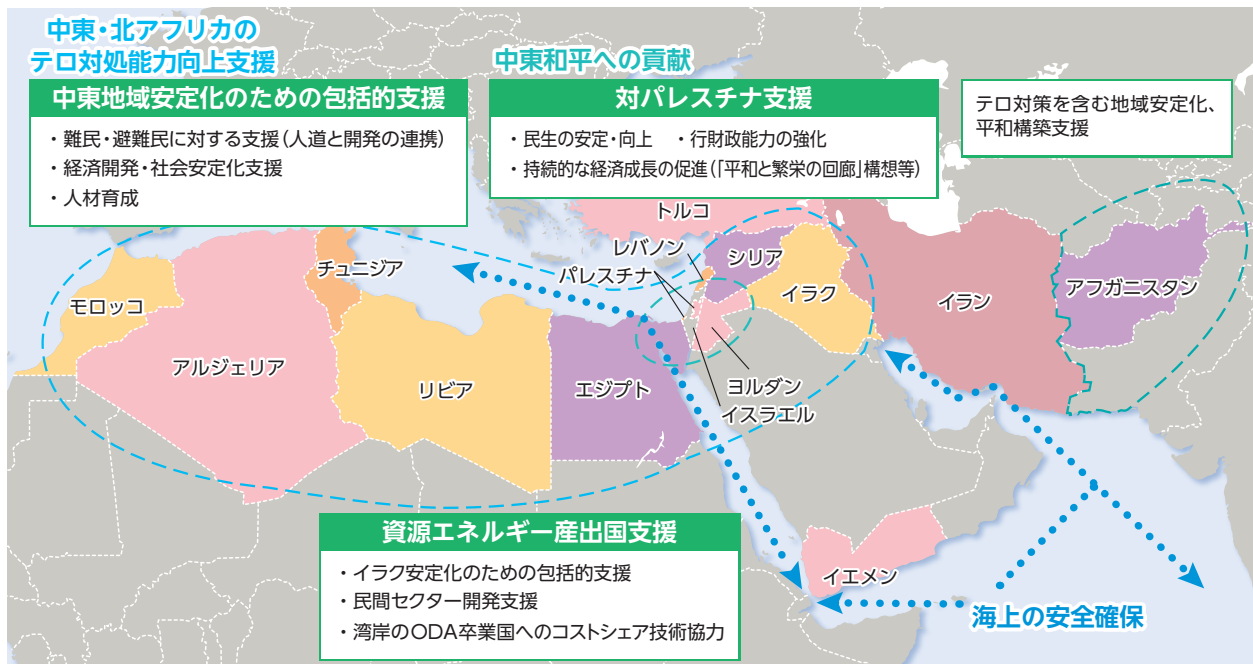 中東・北アフリカの
テロ対処能力向上支援
中東地域安定化のための包括的支援
・難民・避難民に対する支援(人道と開発の連携)
・経済開発・社会安定化支援
・人材育成
中東和平への貢献
対パレスチナ支援
・民生の安定・向上　・行財政能力の強化
・持続的な経済成長の促進(「平和と繁栄の回廊」構想等)
テロ対策を含む地域安定化、
平和構築支援
トルコ
レバノン
シリア
パレスチナ
チュニジア
モロッコ
イラク
イラン
アフガニスタン
アルジェリア
リビア
エジプト
ヨルダン
イスラエル
資源エネルギー産出国支援
・イラク安定化のための包括的支援
・民間セクター開発支援
・湾岸のODA卒業国へのコストシェア技術協力
イエメン
海上の安全確保